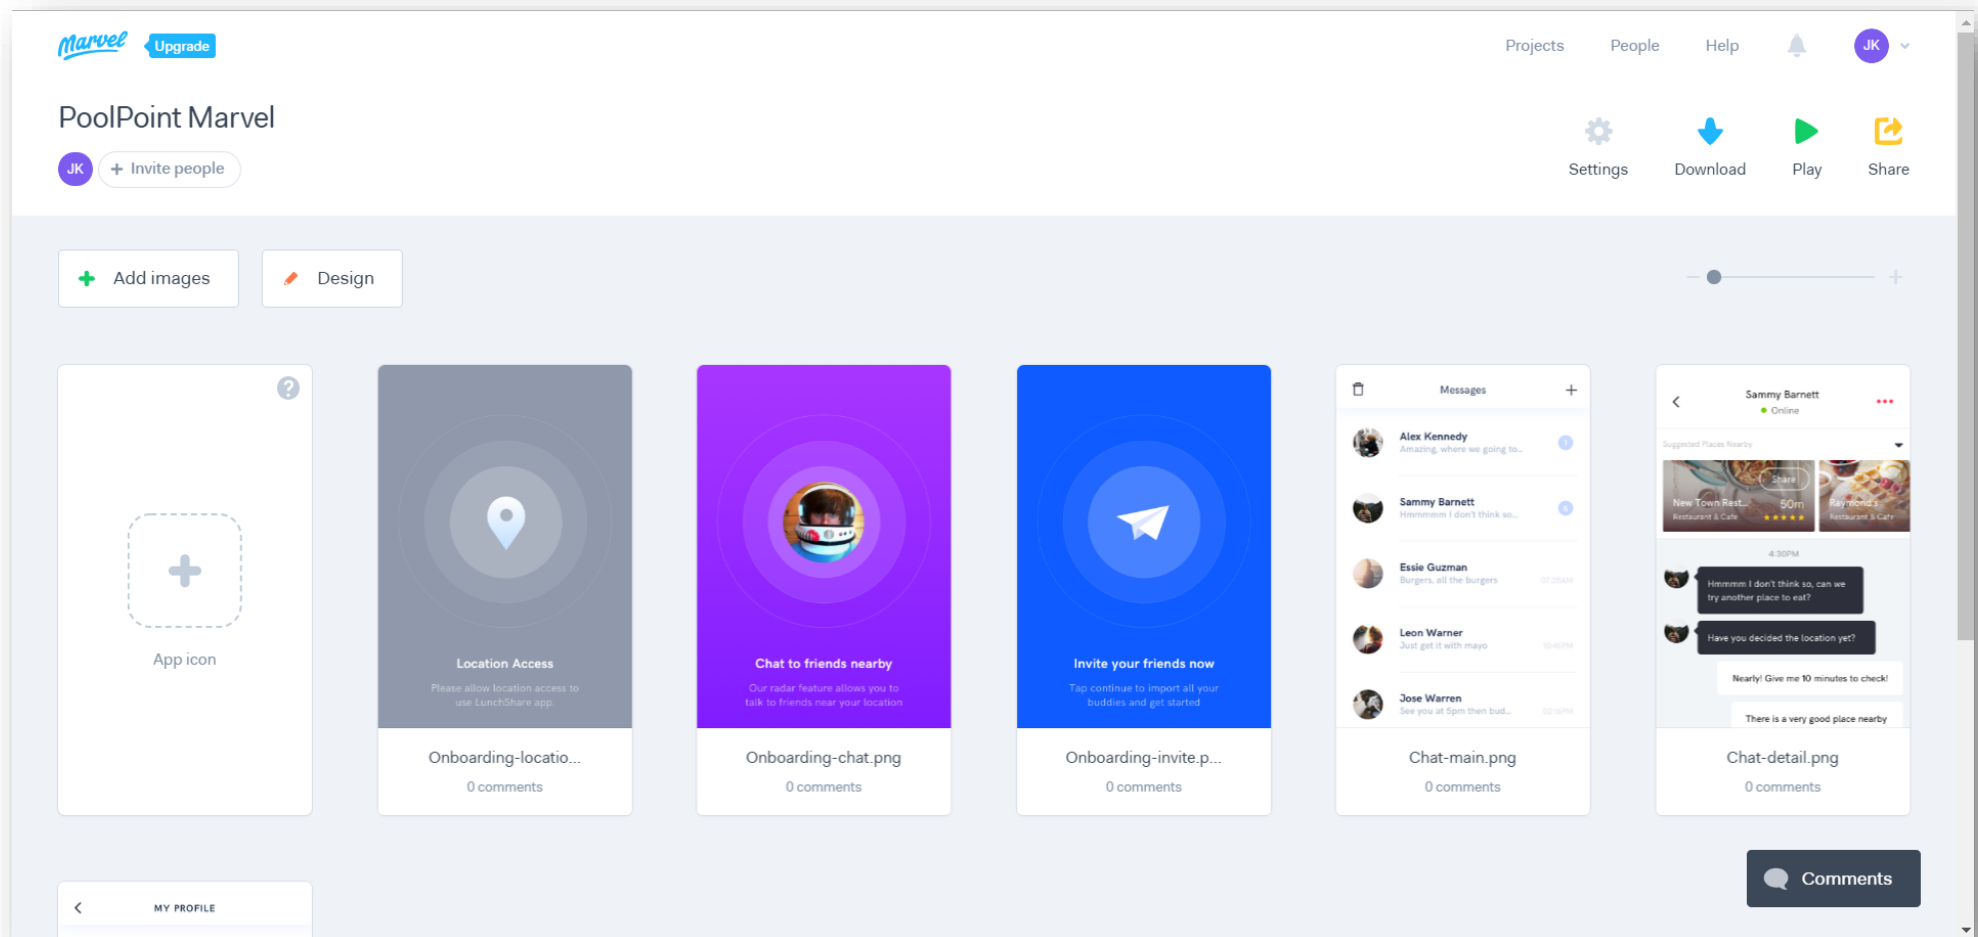 Marvel
Upgrade
Projects
People
Help
JK
PoolPoint Marvel
JK
+ Invite people
Settings
Download
Play
Share
Add images
Design
App icon
Location Access
Please allow location access to
use LunchShare app.
Onboarding-locatio...
0 comments
Chat to friends nearby
Our radar feature allows you to
talk to friends near your location
Onboarding-chat.png
0 comments
Invite your friends now
Tap continue to import all your
buddies and get started
Onboarding-invite.p...
0 comments
Messages
Alex Kennedy
Amazing, where we going to...
Sammy Barnett
Hmmmmm I don't think so...
Essie Guzman
Burgers, all the burgers
Leon Warner
Just get it with mayo
10:45PM
Jose Warren
See you at 5pm then bud...
02:16PM
Chat-main.png
0 comments
Sammy Barnett
Online
Suggested Places Nearby
Share
New Town Rest...
50m
Restaurant & Cafe
Raymond's
Restaurant & Cafe
4:30PM
Hmmmm I don't think so, can we
try another place to eat?
Have you decided the location yet?
Nearly! Give me 10 minutes to check!
There is a very good place nearby
Chat-detail.png
0 comments
MY PROFILE
Comments